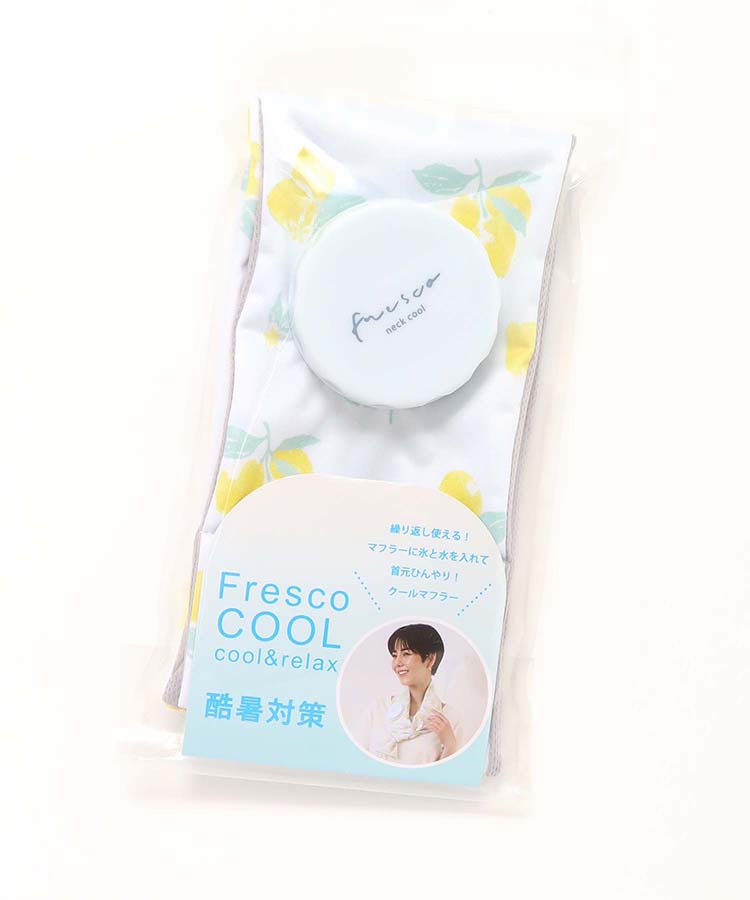 fresco
neck cool
繰り返し使える！
マフラーに氷と水を入れて
首元ひんやり！
クールマフラー
Fresco
COOL
cool&relax
酷暑対策